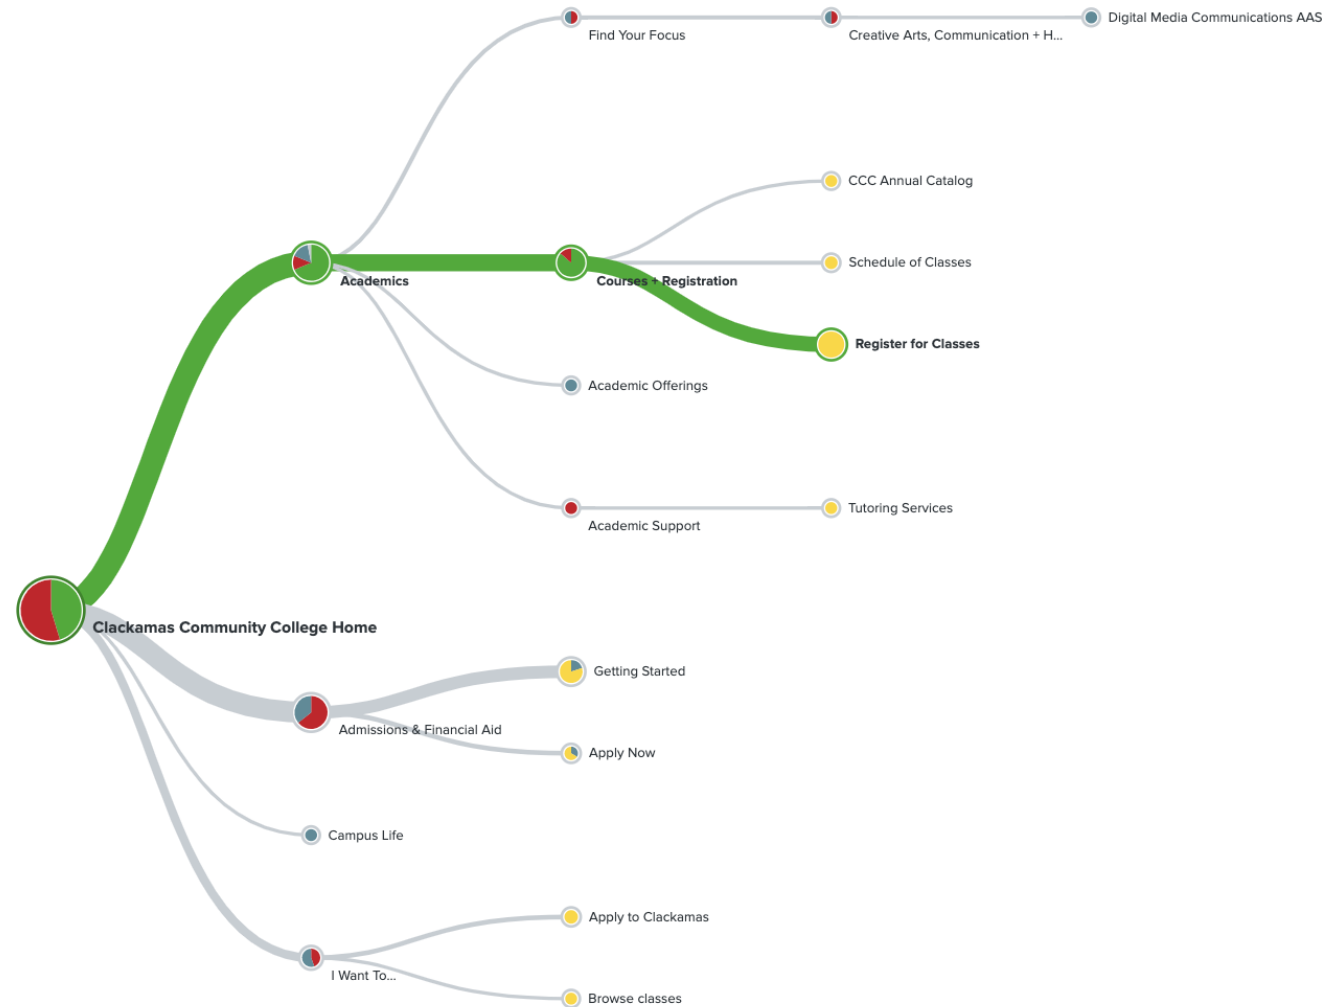 Digital Media Communications AAS
Find Your Focus
Creative Arts, Communication + H...
CCC Annual Catalog
Schedule of Classes
Academics
Courses + Registration
Register for Classes
Academic Offerings
Tutoring Services
Academic Support
Clackamas Community College Home
Getting Started
Admissions & Financial Aid
Apply Now
Campus Life
Apply to Clackamas
I Want To...
Browse classes